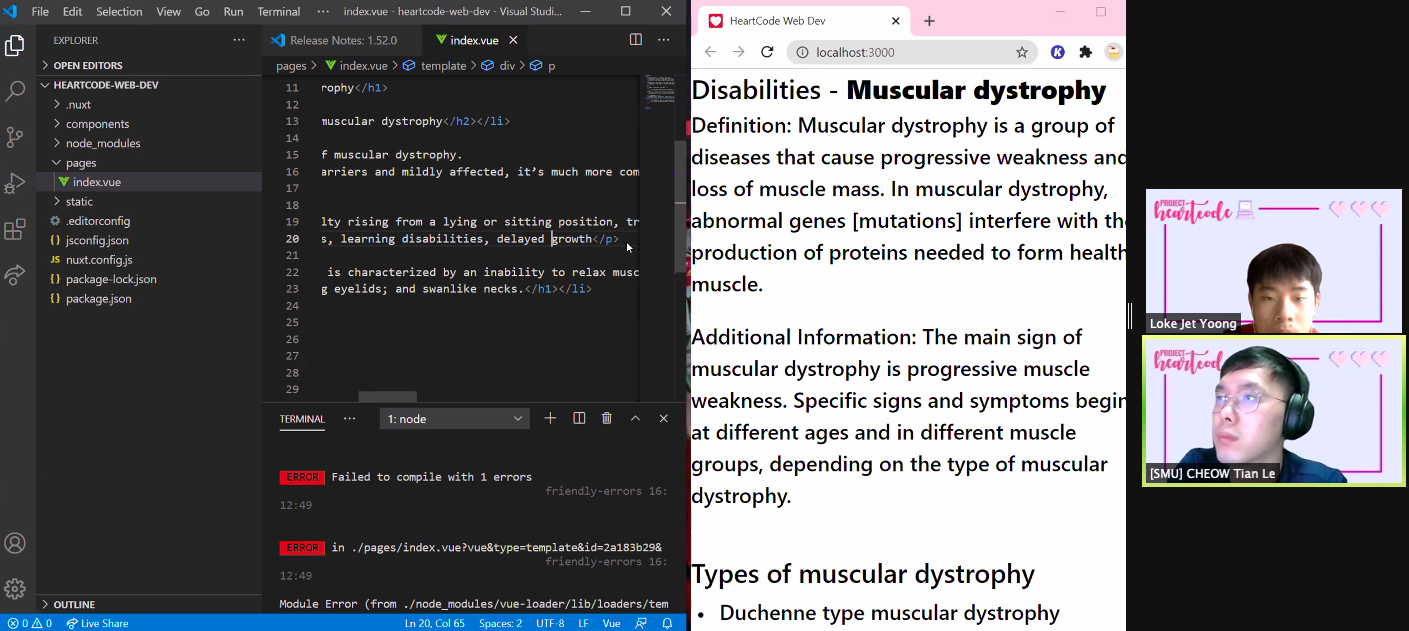 File Edit Selection View Go Run Terminal ··· index.vue - heartcode-web-dev - Visual Studi...
EXPLORER ···
OPEN EDITORS
HEARTCODE-WEB-DEV
.nuxt
components
node_modules
pages
index.vue
static
.editorconfig
{} jsconfig.json
JS nuxt.config.js
{} package-lock.json
{} package.json
OUTLINE
Release Notes: 1.52.0
index.vue
pages > index.vue > template > div > p
11 rophy</h1>
12
13 muscular dystrophy</h2></li>
14
15 f muscular dystrophy.
16 arriers and mildly affected, it's much more com
17
18
19 lty rising from a lying or sitting position, tr
20 s, learning disabilities, delayed growth</p>
21
22 is characterized by an inability to relax musc
23 g eyelids; and swanlike necks.</h1></li>
24
25
26
27
28
29
TERMINAL ··· 1: node
ERROR Failed to compile with 1 errors
friendly-errors 16:
12:49
ERROR in ./pages/index.vue?vue&type=template&id=2a183b29&
friendly-errors 16:
12:49
Module Error (from ./node_modules/vue-loader/lib/loaders/tem
0 0 Live Share Ln 20, Col 65 Spaces: 2 UTF-8 LF Vue
HeartCode Web Dev
localhost:3000
K
Disabilities - Muscular dystrophy
Definition: Muscular dystrophy is a group of
diseases that cause progressive weakness and
loss of muscle mass. In muscular dystrophy,
abnormal genes [mutations] interfere with the
production of proteins needed to form health
muscle.
Additional Information: The main sign of
muscular dystrophy is progressive muscle
weakness. Specific signs and symptoms begin
at different ages and in different muscle
groups, depending on the type of muscular
dystrophy.
Types of muscular dystrophy
• Duchenne type muscular dystrophy
PROJECT
heartcode
Loke Jet Yoong
PROJECT
heartcod
[SMU] CHEOW Tian Le